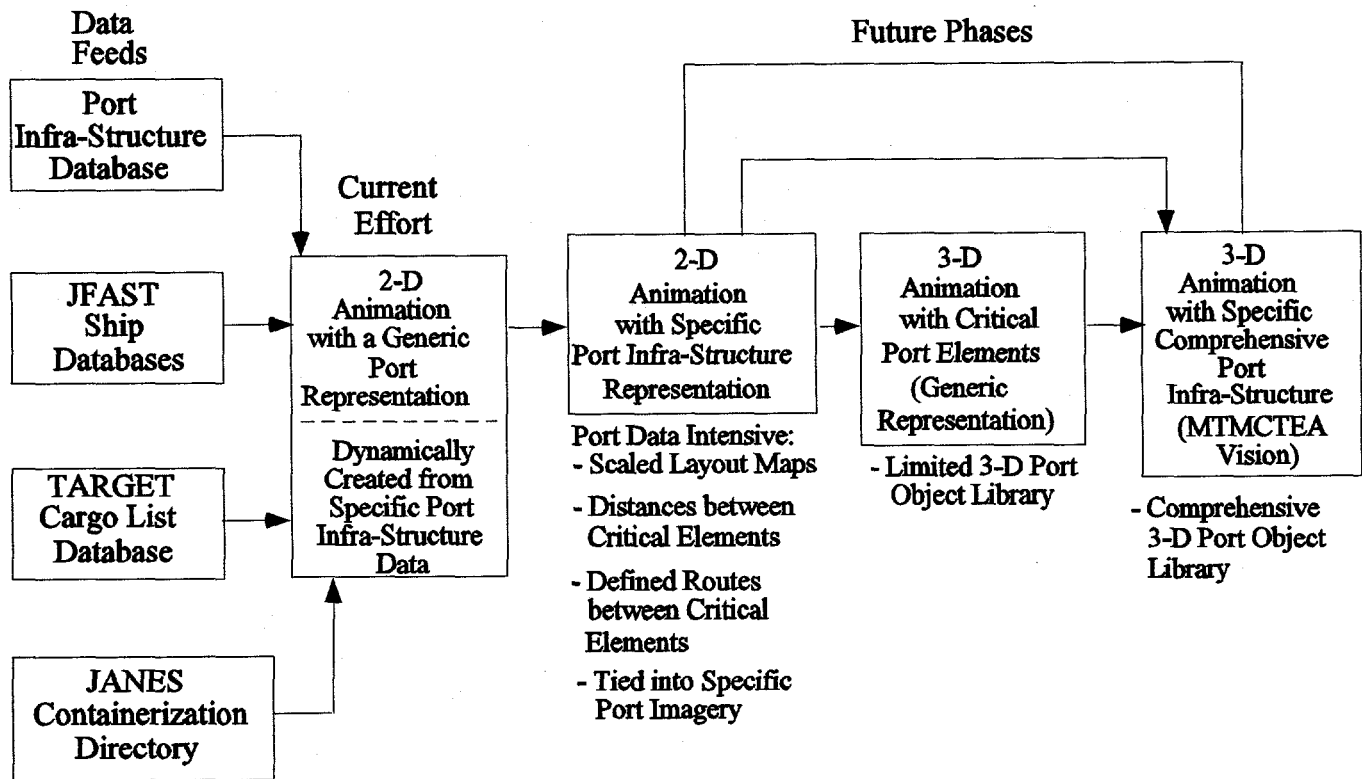 Data
Feeds
Port
Infra-Structure
Database
JFAST
Ship
Databases
TARGET
Cargo List
Database
JANES
Containerization
Directory
Current
Effort
2-D
Animation
with a Generic
Port
Representation
Dynamically
Created from
Specific Port
Infra-Structure
Data
Future Phases
2-D
Animation
with Specific
Port Infra-Structure
Representation
Port Data Intensive:
- Scaled Layout Maps
- Distances between
Critical Elements
- Defined Routes
between Critical
Elements
- Tied into Specific
Port Imagery
3-D
Animation
with Critical
Port Elements
(Generic
Representation)
- Limited 3-D Port
Object Library
3-D
Animation
with Specific
Comprehensive
Port
Infra-Structure
(MTMCTEA
Vision)
- Comprehensive
3-D Port Object
Library